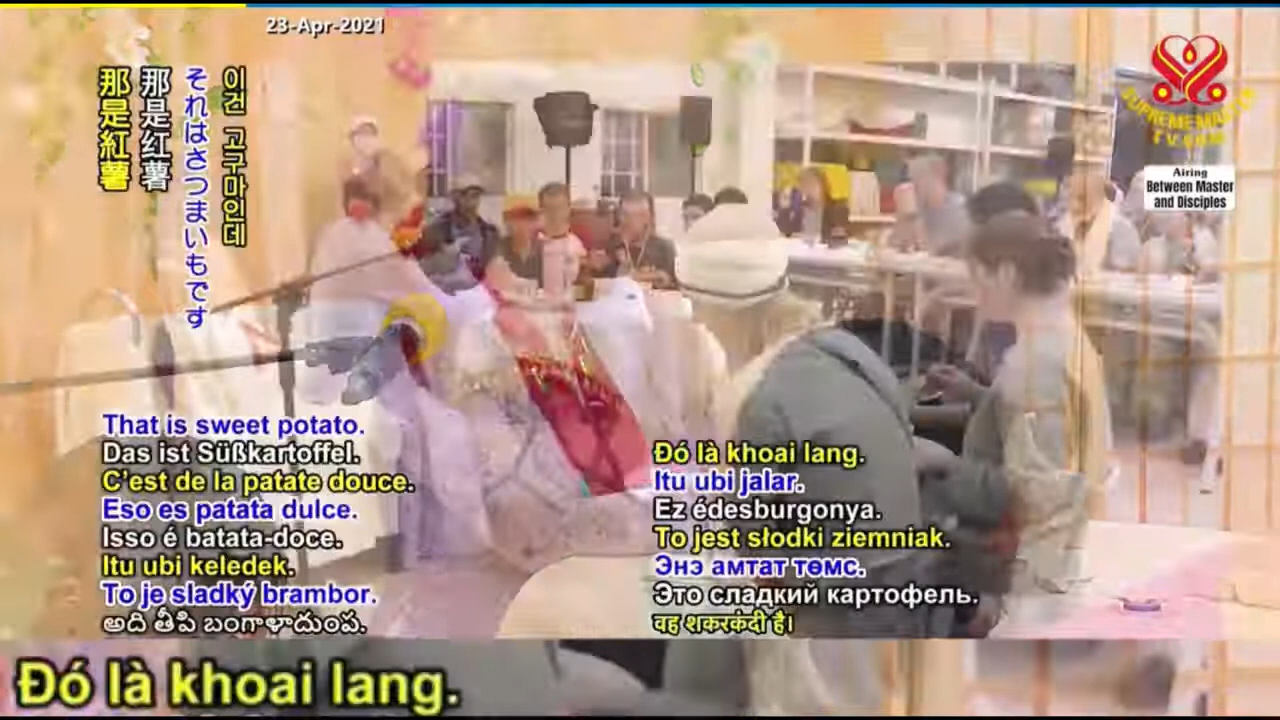 23-Apr-2021
이건 고구마인데
それはさつまいもです
那是红薯
那是紅薯
SUPREME MASTER
TV.COM
Airing
Between Master
and Disciples
That is sweet potato.
Das ist Süßkartoffel.
C'est de la patate douce.
Eso es patata dulce.
Isso é batata-doce.
Itu ubi keledek.
To je sladký brambor.
అది తీపి బంగాళాదుంప.
Đó là khoai lang.
Itu ubi jalar.
Ez édesburgonya.
To jest słodki ziemniak.
Энэ амтат төмс.
Это сладкий картофель.
वह शकरकंदी है।
Đó là khoai lang.